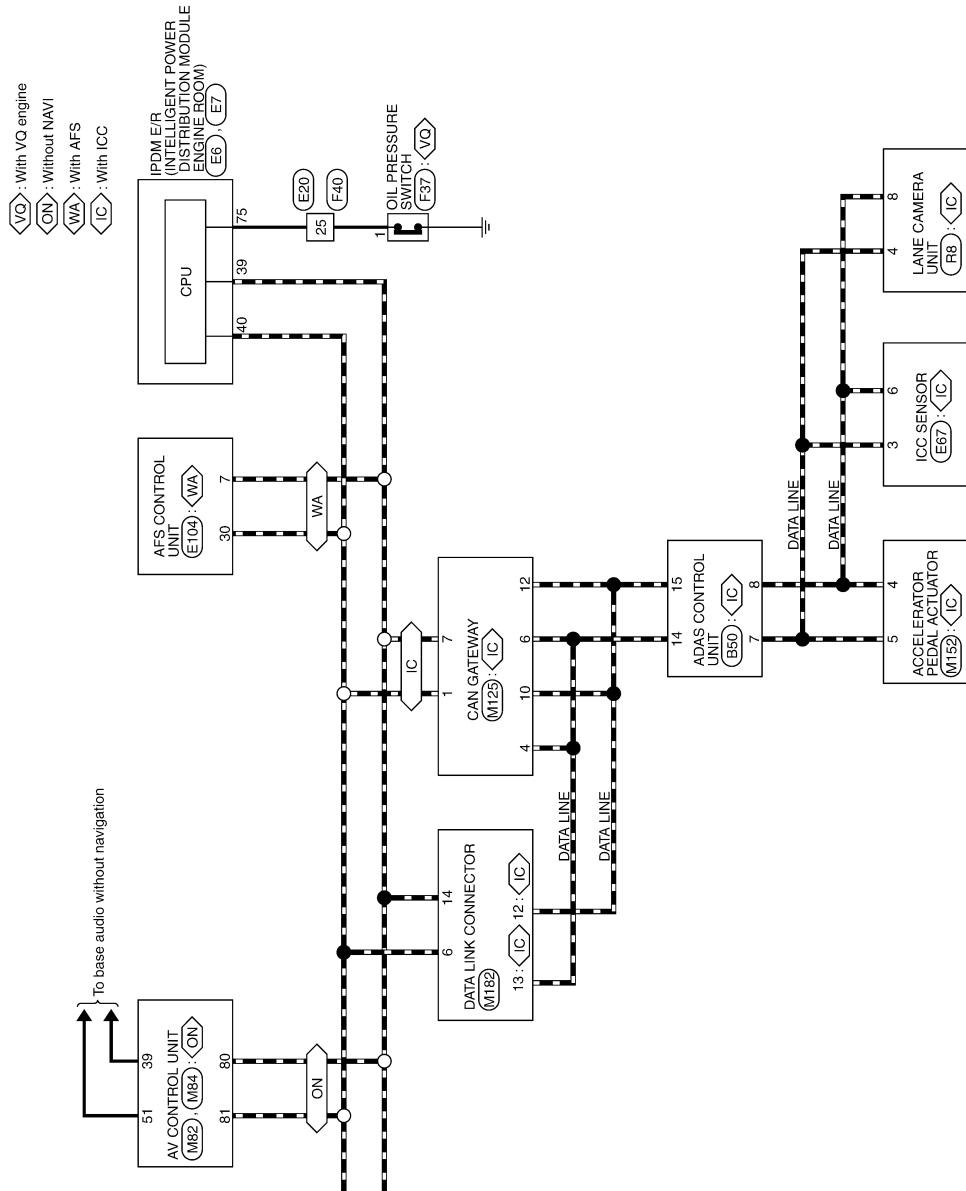 VQ : With VQ engine
ON : Without NAVI
WA : With AFS
IC : With ICC
IPDM E/R
(INTELLIGENT POWER
DISTRIBUTION MODULE
ENGINE ROOM)
E6 , E7
CPU
40
39
75
25
E20
F40
1
OIL PRESSURE
SWITCH
F37 : VQ
AFS CONTROL
UNIT
E104 : WA
30
7
WA
To base audio without navigation
51
39
AV CONTROL UNIT
M82 , M84 : ON
81
80
ON
6
14
DATA LINK CONNECTOR
M182
13 : IC
12 : IC
DATA LINE
DATA LINE
IC
1
7
CAN GATEWAY
M125 : IC
4
10
6
12
14
15
ADAS CONTROL
UNIT
B50 : IC
7
8
DATA LINE
DATA LINE
5
4
ACCELERATOR
PEDAL ACTUATOR
M152 : IC
3
6
ICC SENSOR
E67 : IC
4
8
LANE CAMERA
UNIT
R8 : IC